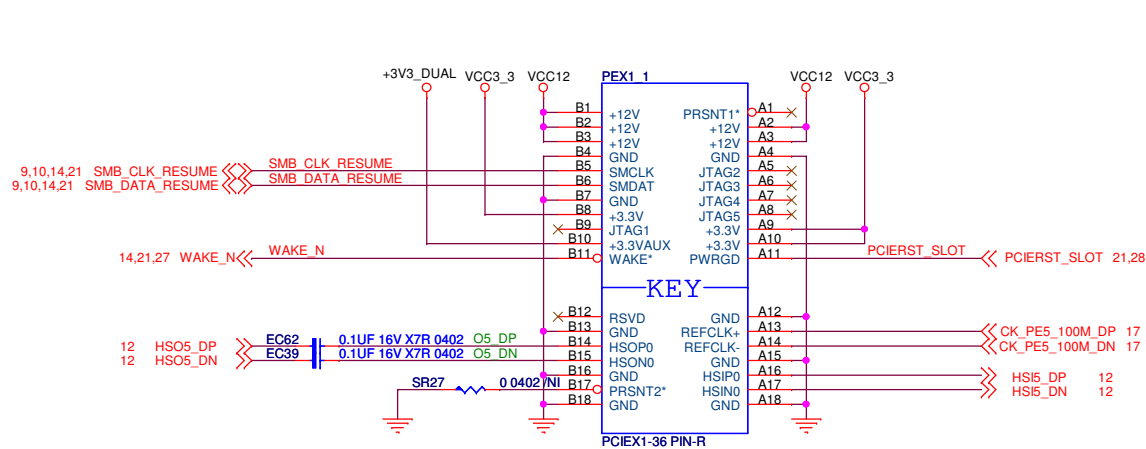 +3V3_DUAL VCC3_3 VCC12 PEX1_1 VCC12 VCC3_3
B1 +12V PRSNT1* A1
B2 +12V +12V A2
B3 +12V +12V A3
B4 GND GND A4
9,10,14,21 SMB_CLK_RESUME SMB_CLK_RESUME B5 SMCLK JTAG2 A5
9,10,14,21 SMB_DATA_RESUME SMB_DATA_RESUME B6 SMDAT JTAG3 A6
B7 GND JTAG4 A7
B8 +3.3V JTAG5 A8
B9 JTAG1 +3.3V A9
B10 +3.3VAUX +3.3V A10
14,21,27 WAKE_N WAKE_N B11 WAKE* PWRGD A11 PCIERST_SLOT PCIERST_SLOT 21,28
KEY
B12 RSVD GND A12
B13 GND REFCLK+ A13 CK_PE5_100M_DP 17
12 HSO5_DP EC62 0.1UF 16V X7R 0402 O5_DP B14 HSOP0 REFCLK- A14 CK_PE5_100M_DN 17
12 HSO5_DN EC39 0.1UF 16V X7R 0402 O5_DN B15 HSON0 GND A15
B16 GND HSIP0 A16 HSI5_DP 12
SR27 0 0402 /NI B17 PRSNT2* HSIN0 A17 HSI5_DN 12
B18 GND GND A18
PCIEX1-36 PIN-R